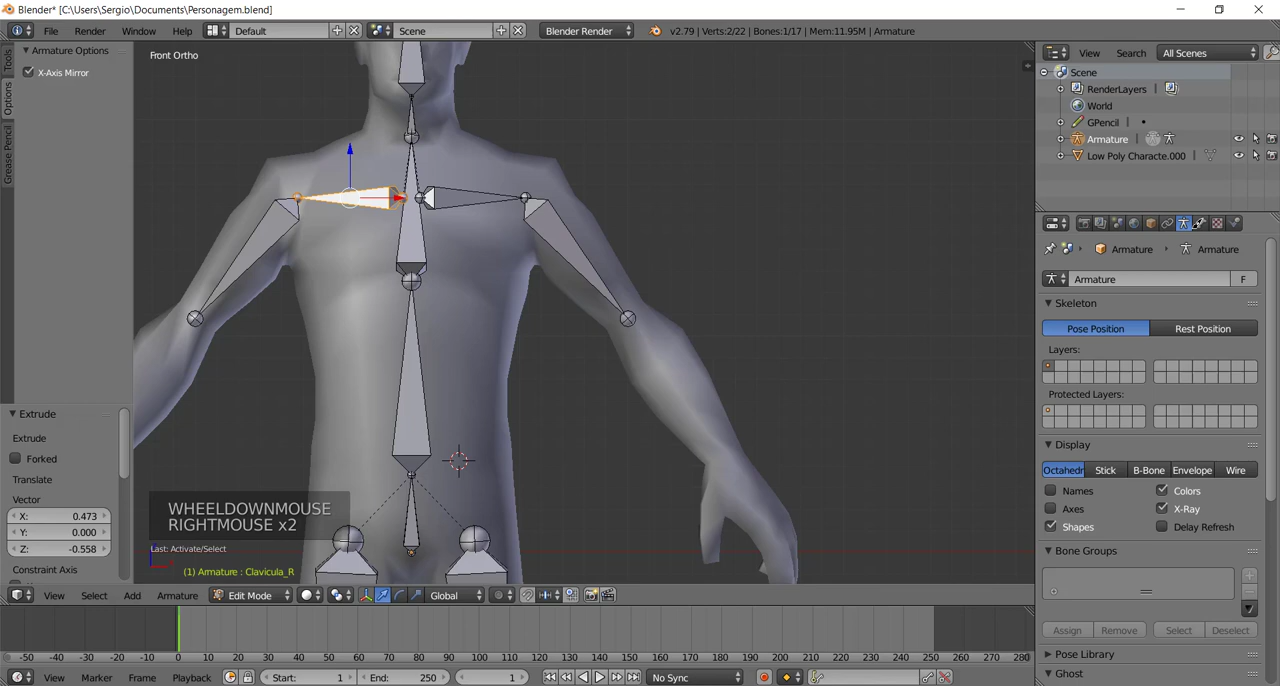 Blender* [C:\Users\Sergio\Documents\Personagem.blend]
File Render Window Help Default Scene Blender Render v2.79 | Verts:2/22 | Bones:1/17 | Mem:11.95M | Armature
Armature Options
X-Axis Mirror
Tools
Options
Grease Pencil
Extrude
Extrude
Forked
Translate
Vector
X: 0.473
Y: 0.000
Z: -0.558
Constraint Axis
Front Ortho
WHEELDOWNMOUSE
RIGHTMOUSE x2
Last: Activate/Select
(1) Armature : Clavicula_R
View Select Add Armature Edit Mode Global
-50 -40 -30 -20 -10 0 10 20 30 40 50 60 70 80 90 100 110 120 130 140 150 160 170 180 190 200 210 220 230 240 250 260 270 280
View Marker Frame Playback Start: 1 End: 250 1 No Sync
View Search All Scenes
Scene
RenderLayers
World
GPencil
Armature
Low Poly Characte.000
Armature Armature
Armature F
Skeleton
Pose Position Rest Position
Layers:
Protected Layers:
Display
Octahedr Stick B-Bone Envelope Wire
Names Colors
Axes X-Ray
Shapes Delay Refresh
Bone Groups
Assign Remove Select Deselect
Pose Library
Ghost